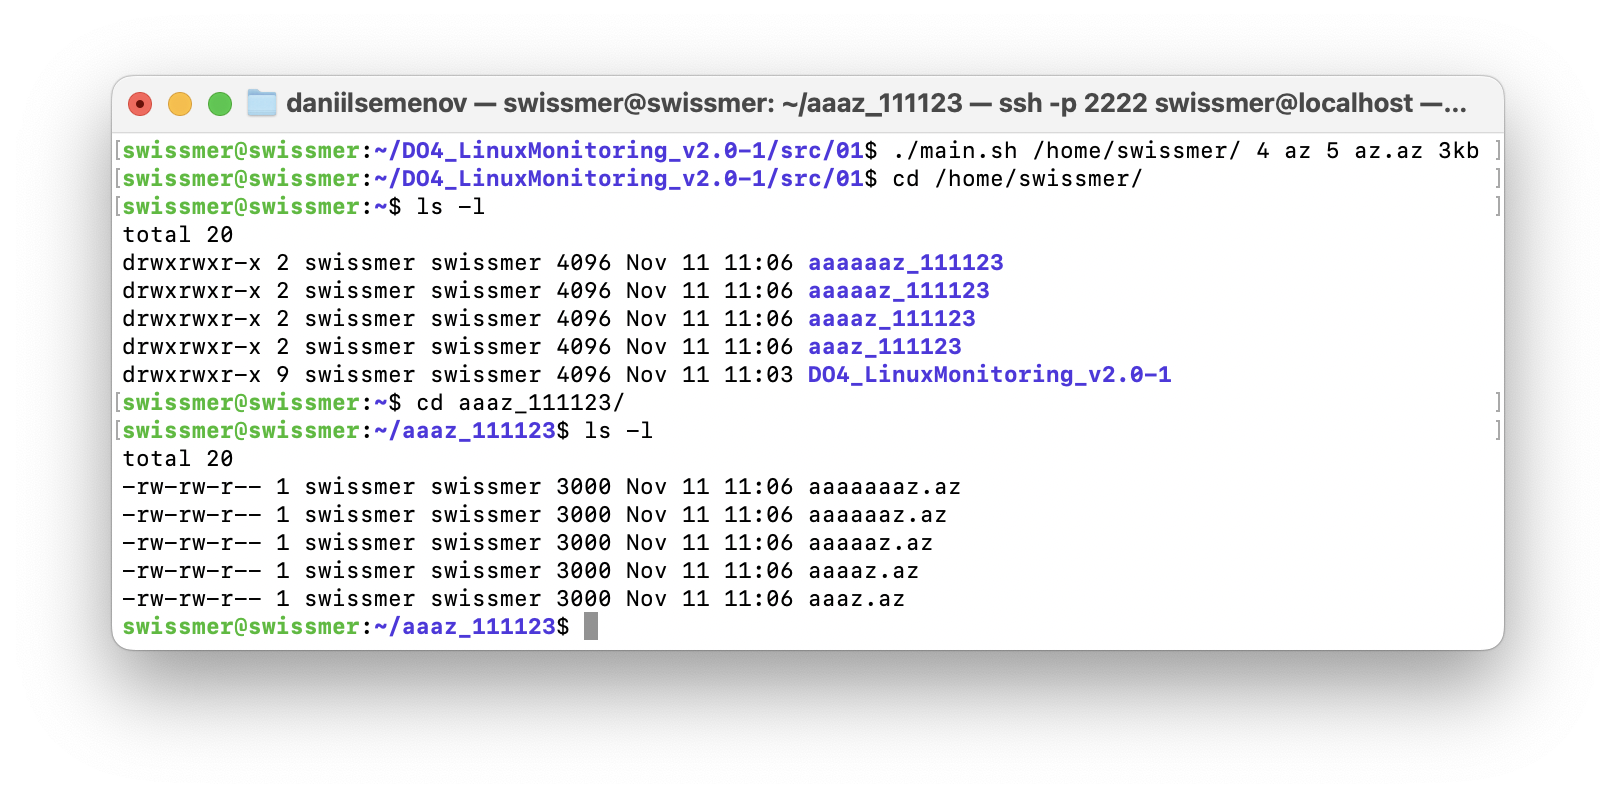 daniilsemenov — swissmer@swissmer: ~/aaaz_111123 — ssh -p 2222 swissmer@localhost —...
[swissmer@swissmer:~/DO4_LinuxMonitoring_v2.0-1/src/01$ ./main.sh /home/swissmer/ 4 az 5 az.az 3kb ]
[swissmer@swissmer:~/DO4_LinuxMonitoring_v2.0-1/src/01$ cd /home/swissmer/ ]
[swissmer@swissmer:~$ ls -l ]
total 20
drwxrwxr-x 2 swissmer swissmer 4096 Nov 11 11:06 aaaaaaz_111123
drwxrwxr-x 2 swissmer swissmer 4096 Nov 11 11:06 aaaaaz_111123
drwxrwxr-x 2 swissmer swissmer 4096 Nov 11 11:06 aaaaz_111123
drwxrwxr-x 2 swissmer swissmer 4096 Nov 11 11:06 aaaz_111123
drwxrwxr-x 9 swissmer swissmer 4096 Nov 11 11:03 DO4_LinuxMonitoring_v2.0-1
[swissmer@swissmer:~$ cd aaaz_111123/ ]
[swissmer@swissmer:~/aaaz_111123$ ls -l ]
total 20
-rw-rw-r-- 1 swissmer swissmer 3000 Nov 11 11:06 aaaaaaaz.az
-rw-rw-r-- 1 swissmer swissmer 3000 Nov 11 11:06 aaaaaaz.az
-rw-rw-r-- 1 swissmer swissmer 3000 Nov 11 11:06 aaaaaz.az
-rw-rw-r-- 1 swissmer swissmer 3000 Nov 11 11:06 aaaaz.az
-rw-rw-r-- 1 swissmer swissmer 3000 Nov 11 11:06 aaaz.az
swissmer@swissmer:~/aaaz_111123$